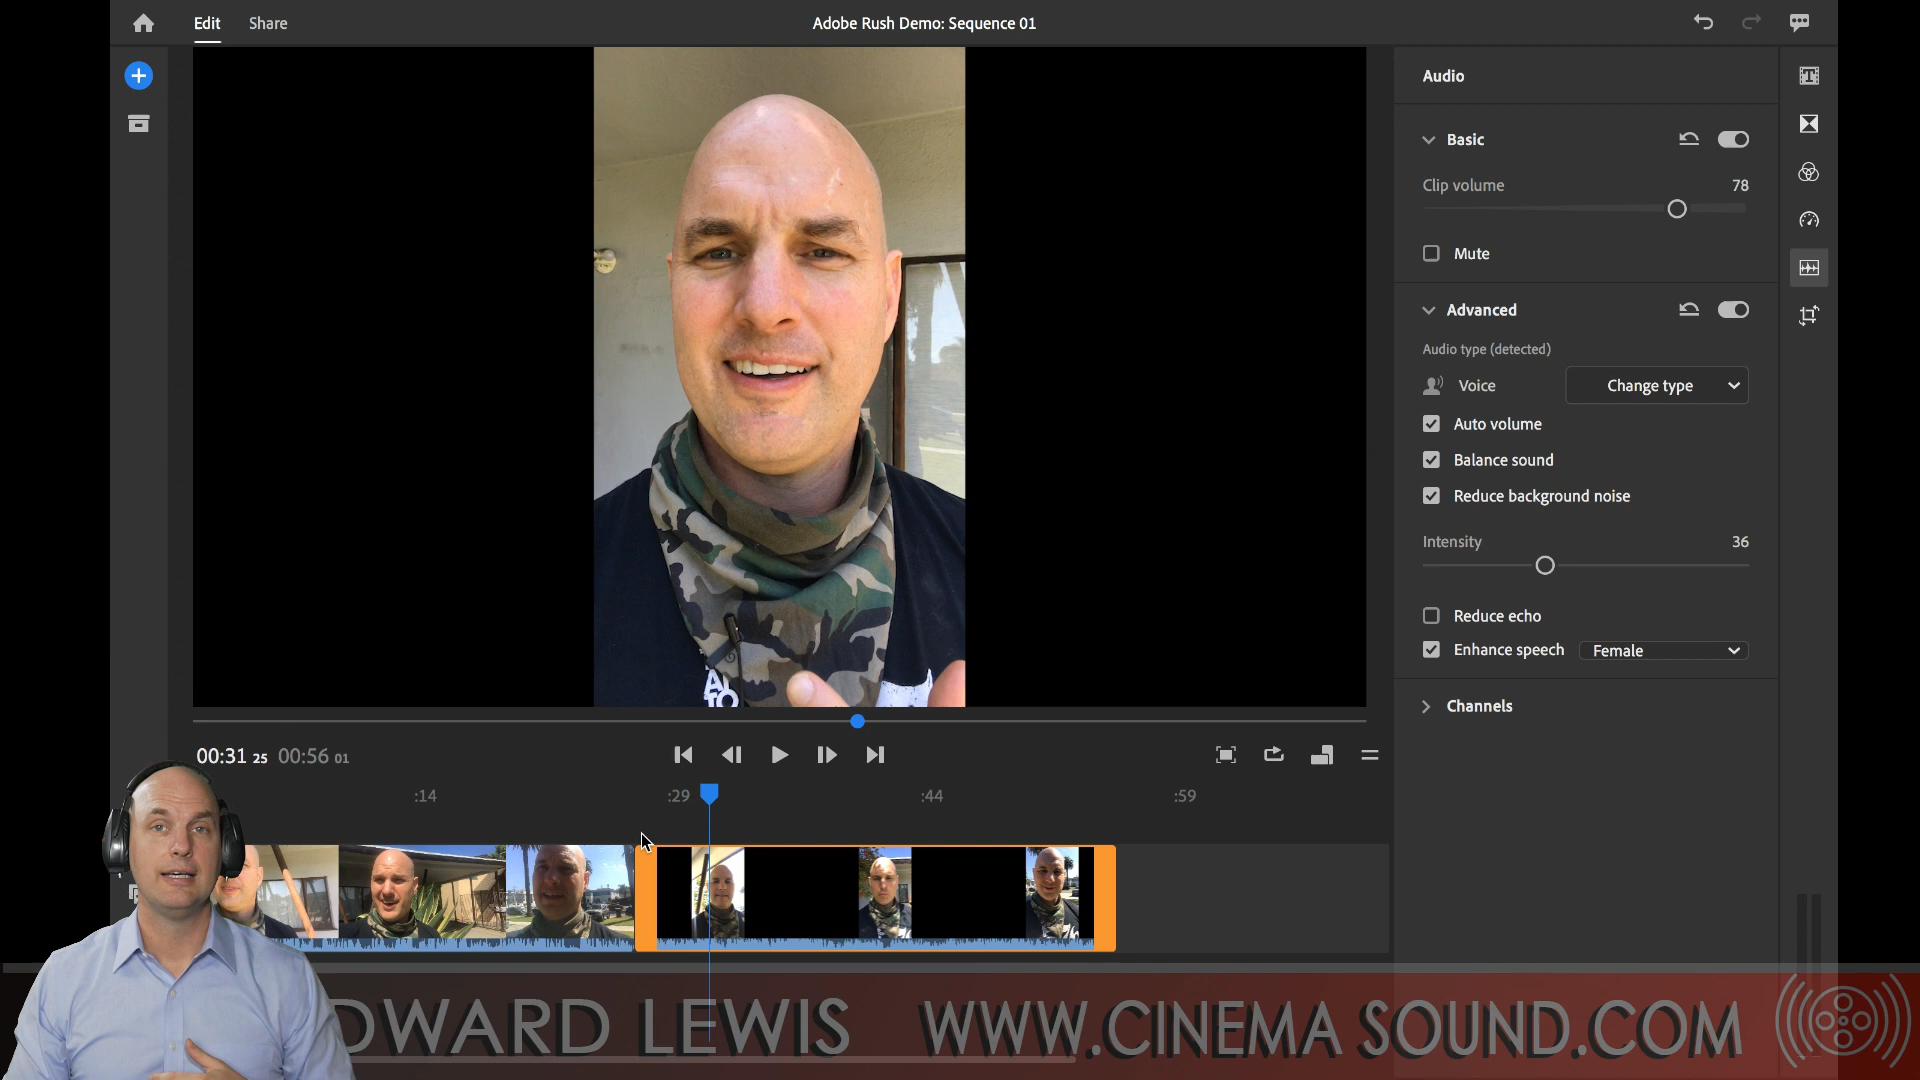 Edit
Share
Adobe Rush Demo: Sequence 01
Audio
Basic
Clip volume
78
Mute
Advanced
Audio type (detected)
Voice
Change type
Auto volume
Balance sound
Reduce background noise
Intensity
36
Reduce echo
Enhance speech
Female
Channels
00:31 25
00:56 01
:14
:29
:44
:59
DWARD LEWIS
WWW.CINEMA SOUND.COM